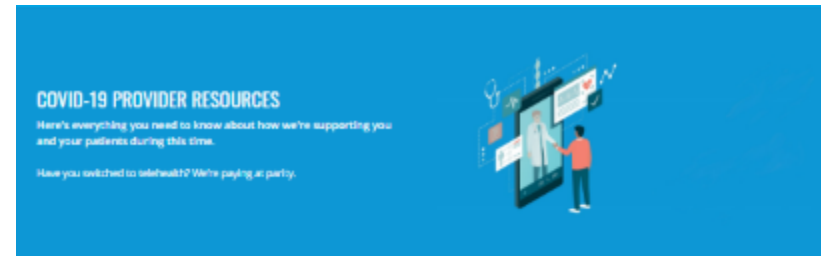 COVID-19 PROVIDER RESOURCES
Here's everything you need to know about how we're supporting you
and your patients during this time.
Have you switched to telehealth? We're paying at parity.